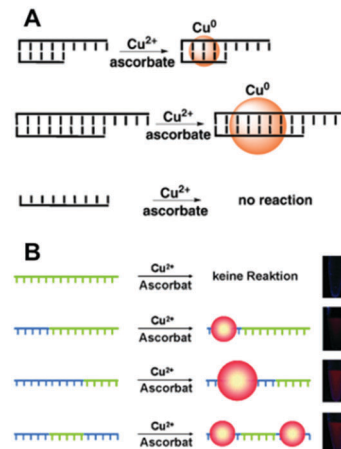 A
Cu⁰
Cu²⁺
ascorbate
Cu⁰
Cu²⁺
ascorbate
Cu²⁺
ascorbate
no reaction
B
Cu²⁺
Ascorbat
keine Reaktion
Cu²⁺
Ascorbat
Cu²⁺
Ascorbat
Cu²⁺
Ascorbat